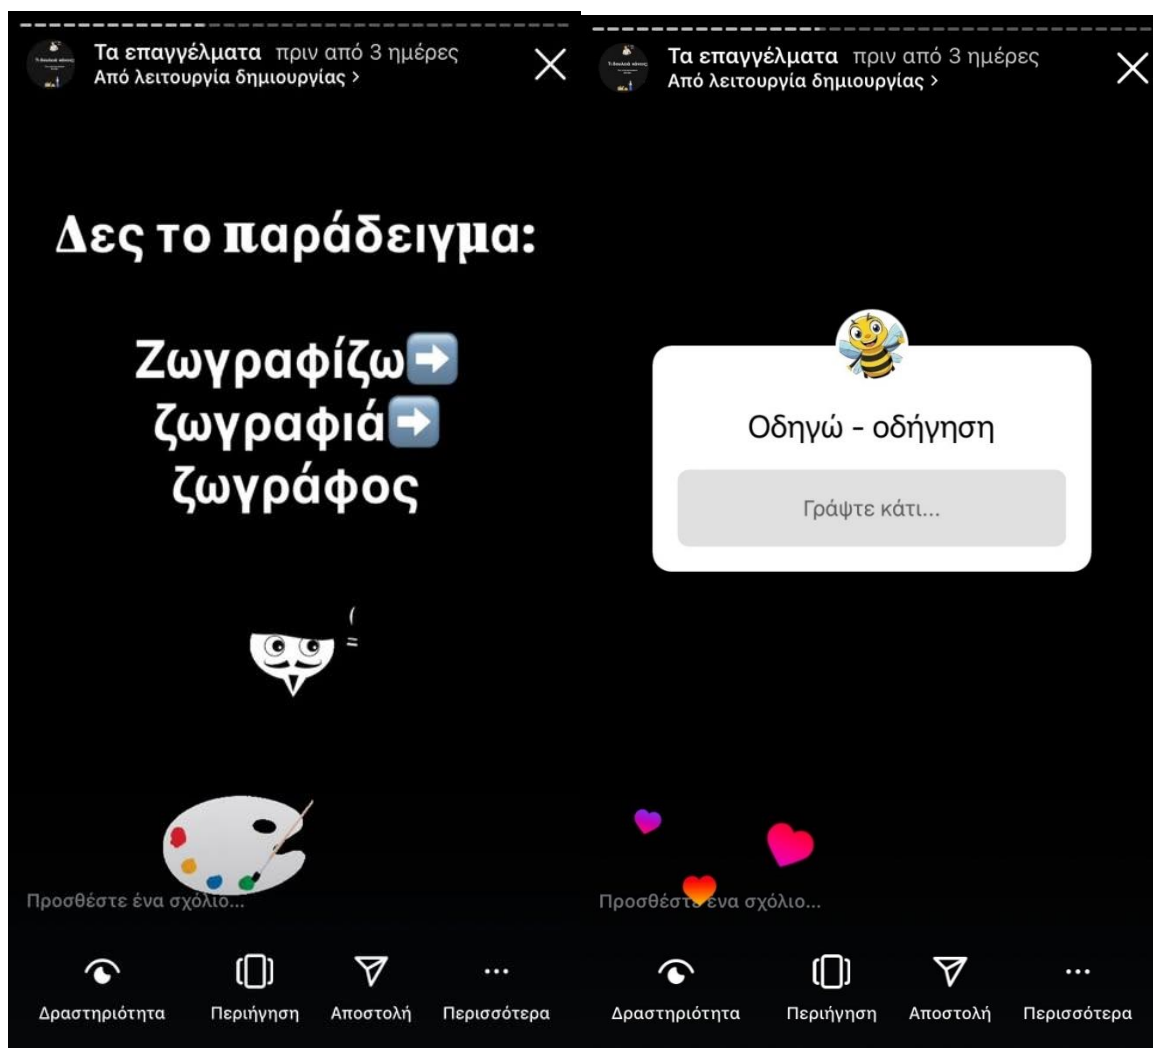 Τα επαγγέλματα πριν από 3 ημέρες
Από λειτουργία δημιουργίας >
Δες το παράδειγμα:
Ζωγραφίζω➡️
ζωγραφιά➡️
ζωγράφος
Προσθέστε ένα σχόλιο...
Δραστηριότητα Περιήγηση Αποστολή Περισσότερα
Τα επαγγέλματα πριν από 3 ημέρες
Από λειτουργία δημιουργίας >
Οδηγώ - οδήγηση
Γράψτε κάτι...
Προσθέστε ένα σχόλιο...
Δραστηριότητα Περιήγηση Αποστολή Περισσότερα